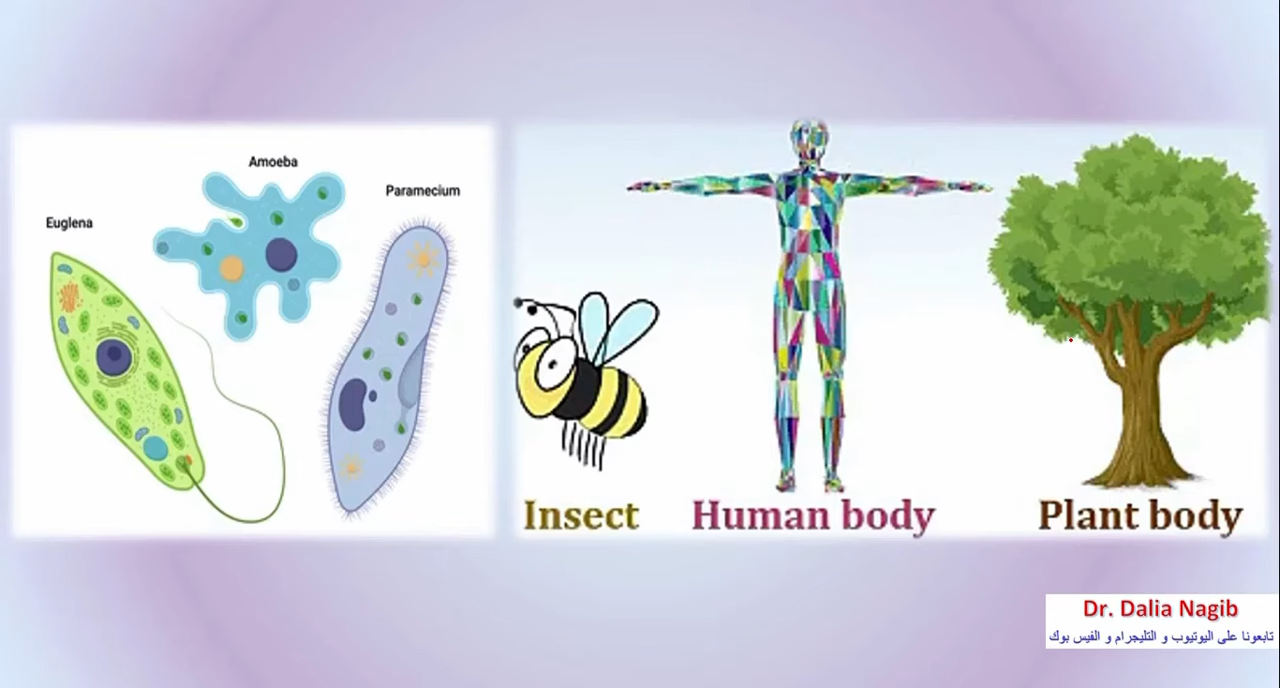 Amoeba
Paramecium
Euglena
Insect
Human body
Plant body
Dr. Dalia Nagib
تابعونا على اليوتيوب و التليجرام و الفيس بوك